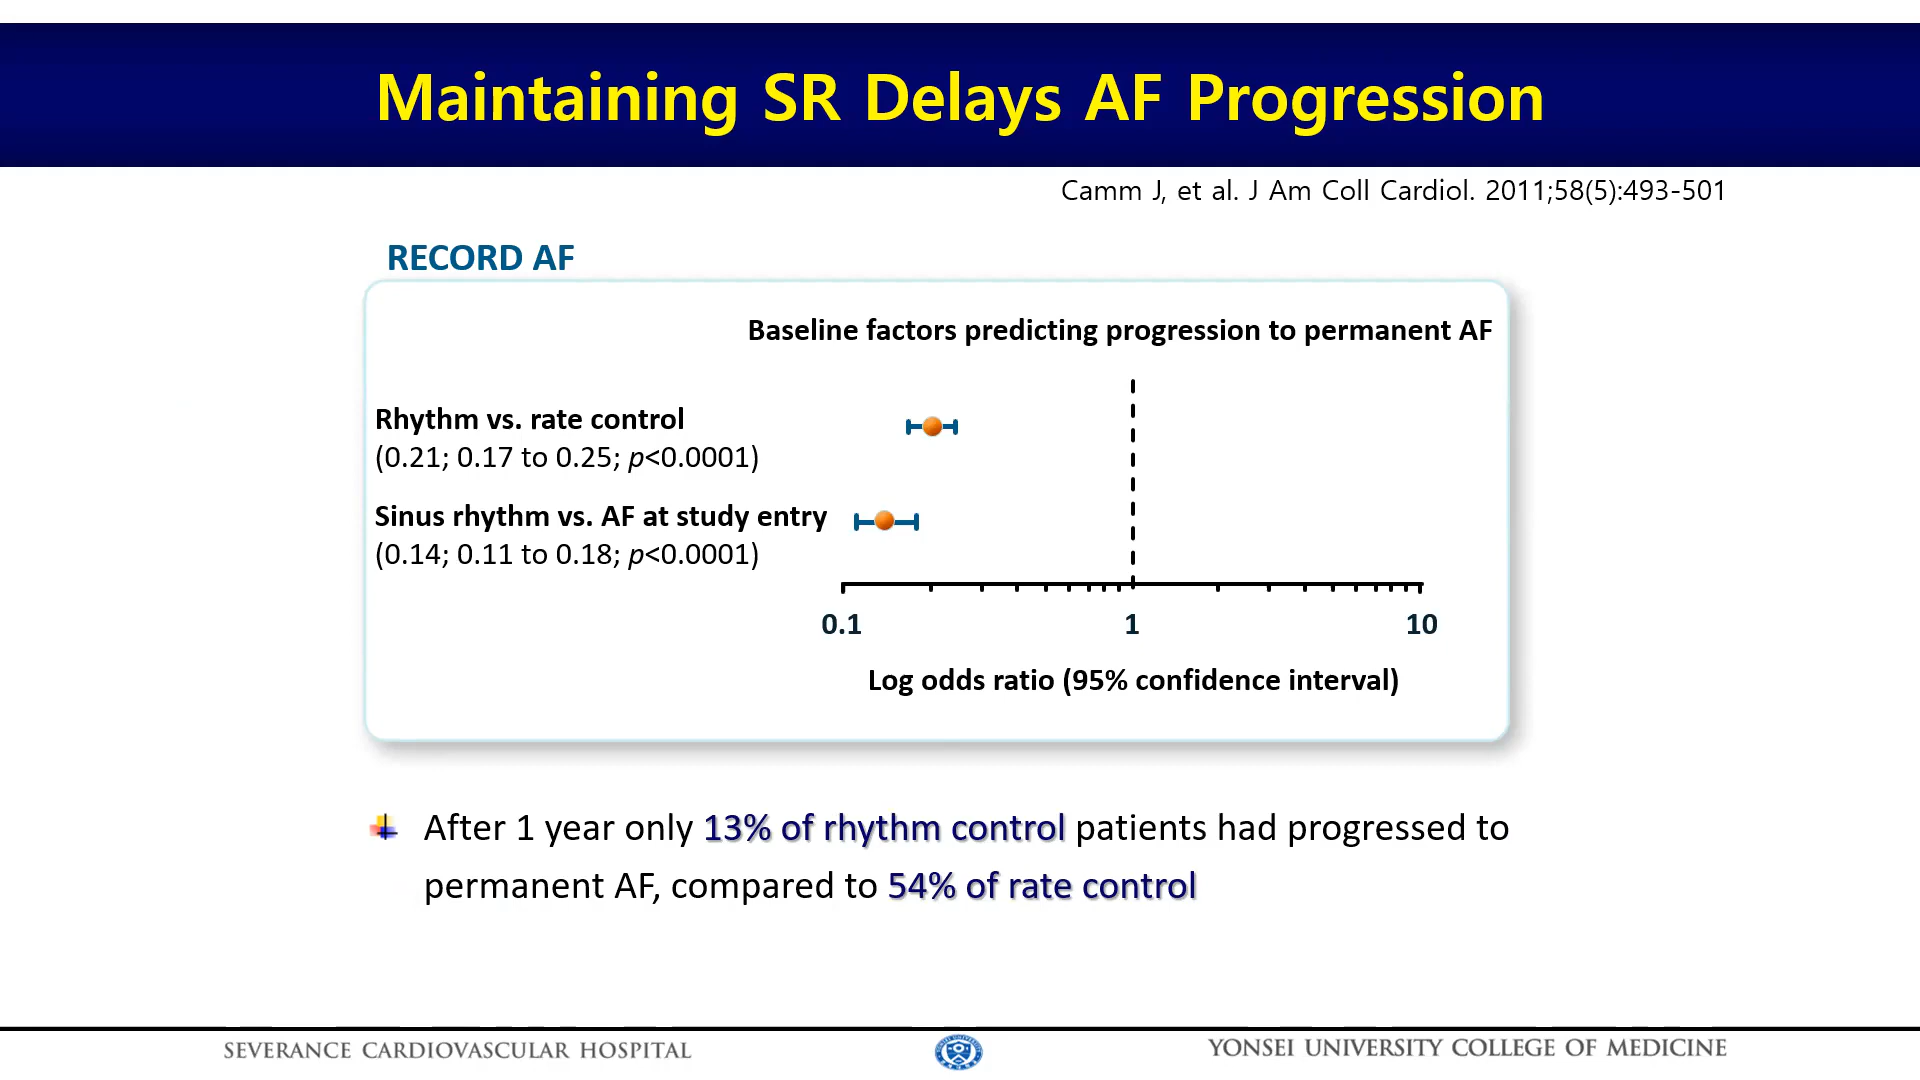 Maintaining SR Delays AF Progression
Camm J, et al. J Am Coll Cardiol. 2011;58(5):493-501
RECORD AF
Baseline factors predicting progression to permanent AF
Rhythm vs. rate control
(0.21; 0.17 to 0.25; p<0.0001)
Sinus rhythm vs. AF at study entry
(0.14; 0.11 to 0.18; p<0.0001)
0.1 1 10
Log odds ratio (95% confidence interval)
After 1 year only 13% of rhythm control patients had progressed to
permanent AF, compared to 54% of rate control
SEVERANCE CARDIOVASCULAR HOSPITAL
YONSEI UNIVERSITY COLLEGE OF MEDICINE